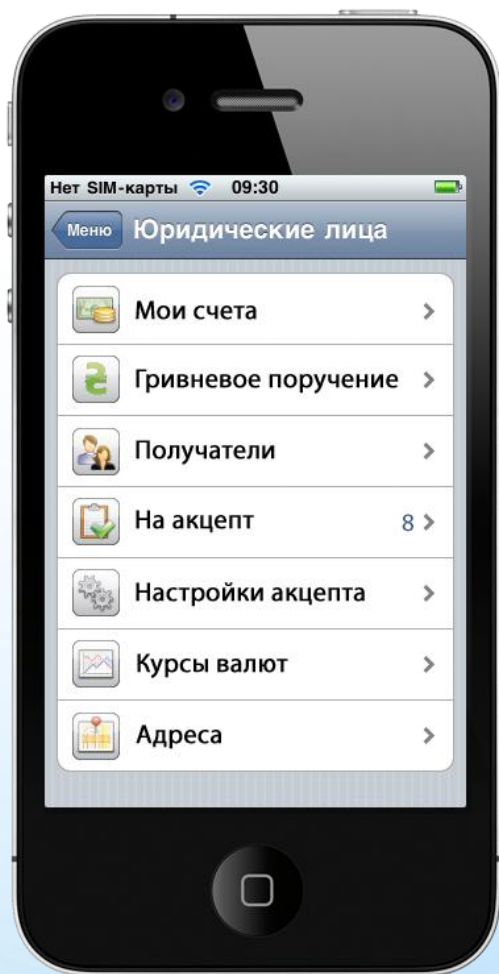 Нет SIM-карты 09:30
Меню Юридические лица
Мои счета
Гривневое поручение
Получатели
На акцепт 8
Настройки акцепта
Курсы валют
Адреса